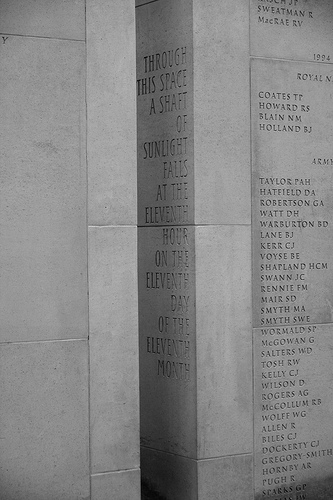 Y
THROUGH
THIS SPACE
A SHAFT
OF
SUNLIGHT
FALLS
AT THE
ELEVENTH
HOUR
ON THE
ELEVENTH
DAY
OF THE
ELEVENTH
MONTH
SWEATMAN R
MacRAE RV
1994
ROYAL N
COATES TP
HOWARD RS
BLAIN NM
HOLLAND BJ
ARMY
TAYLOR PAH
HATFIELD DA
ROBERTSON GA
WATT DH
WARBURTON BD
LANE BJ
KERR CJ
VOYSE BE
SHAPLAND HCM
SWANN JC
RENNIE FM
MAIR SD
SMYTH MA
SMYTH SWE
WORMALD SP
McGOWAN G
SALTERS WD
TOSH RW
KELLY CJ
WILSON D
ROGERS AG
McCOLLUM RB
WOLFF WG
ALLEN R
BILES CJ
DOCKERTY CJ
GREGORY-SMITH
HORNBY AR
PUGH R
SPARKS GP